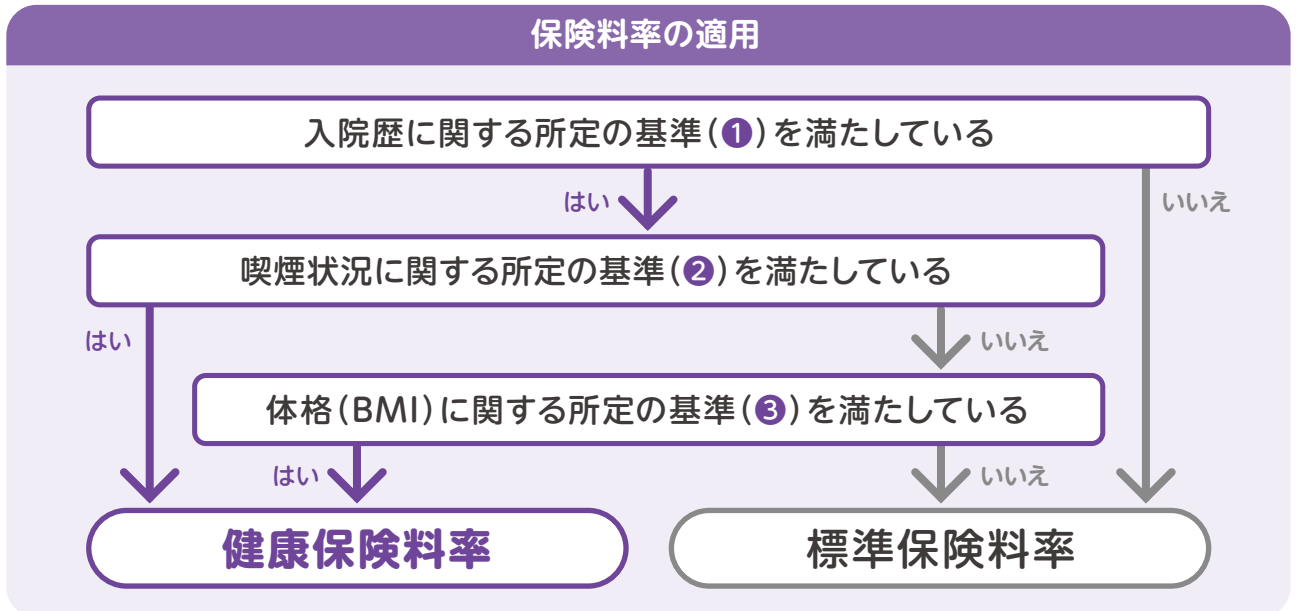 保険料率の適用
入院歴に関する所定の基準(❶)を満たしている
はい
いいえ
喫煙状況に関する所定の基準(❷)を満たしている
はい
いいえ
体格(BMI)に関する所定の基準(❸)を満たしている
はい
いいえ
健康保険料率
標準保険料率